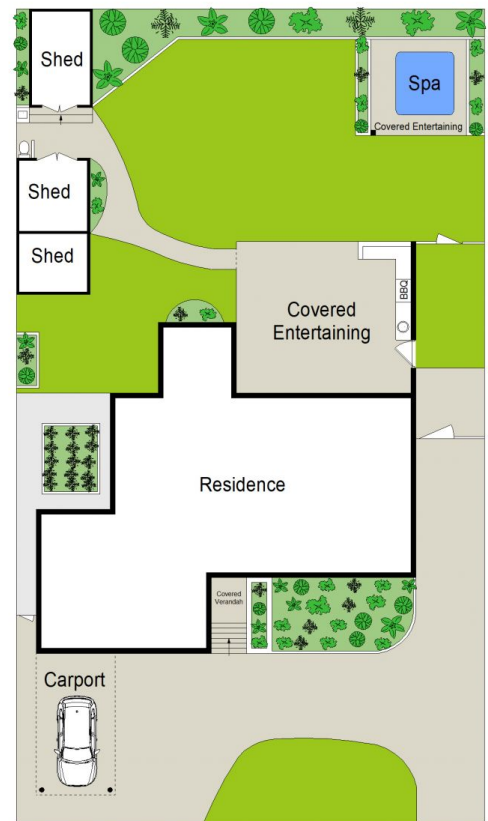 Shed
Spa
Covered Entertaining
Shed
Shed
BBQ
Covered
Entertaining
Residence
Covered
Verandah
Carport